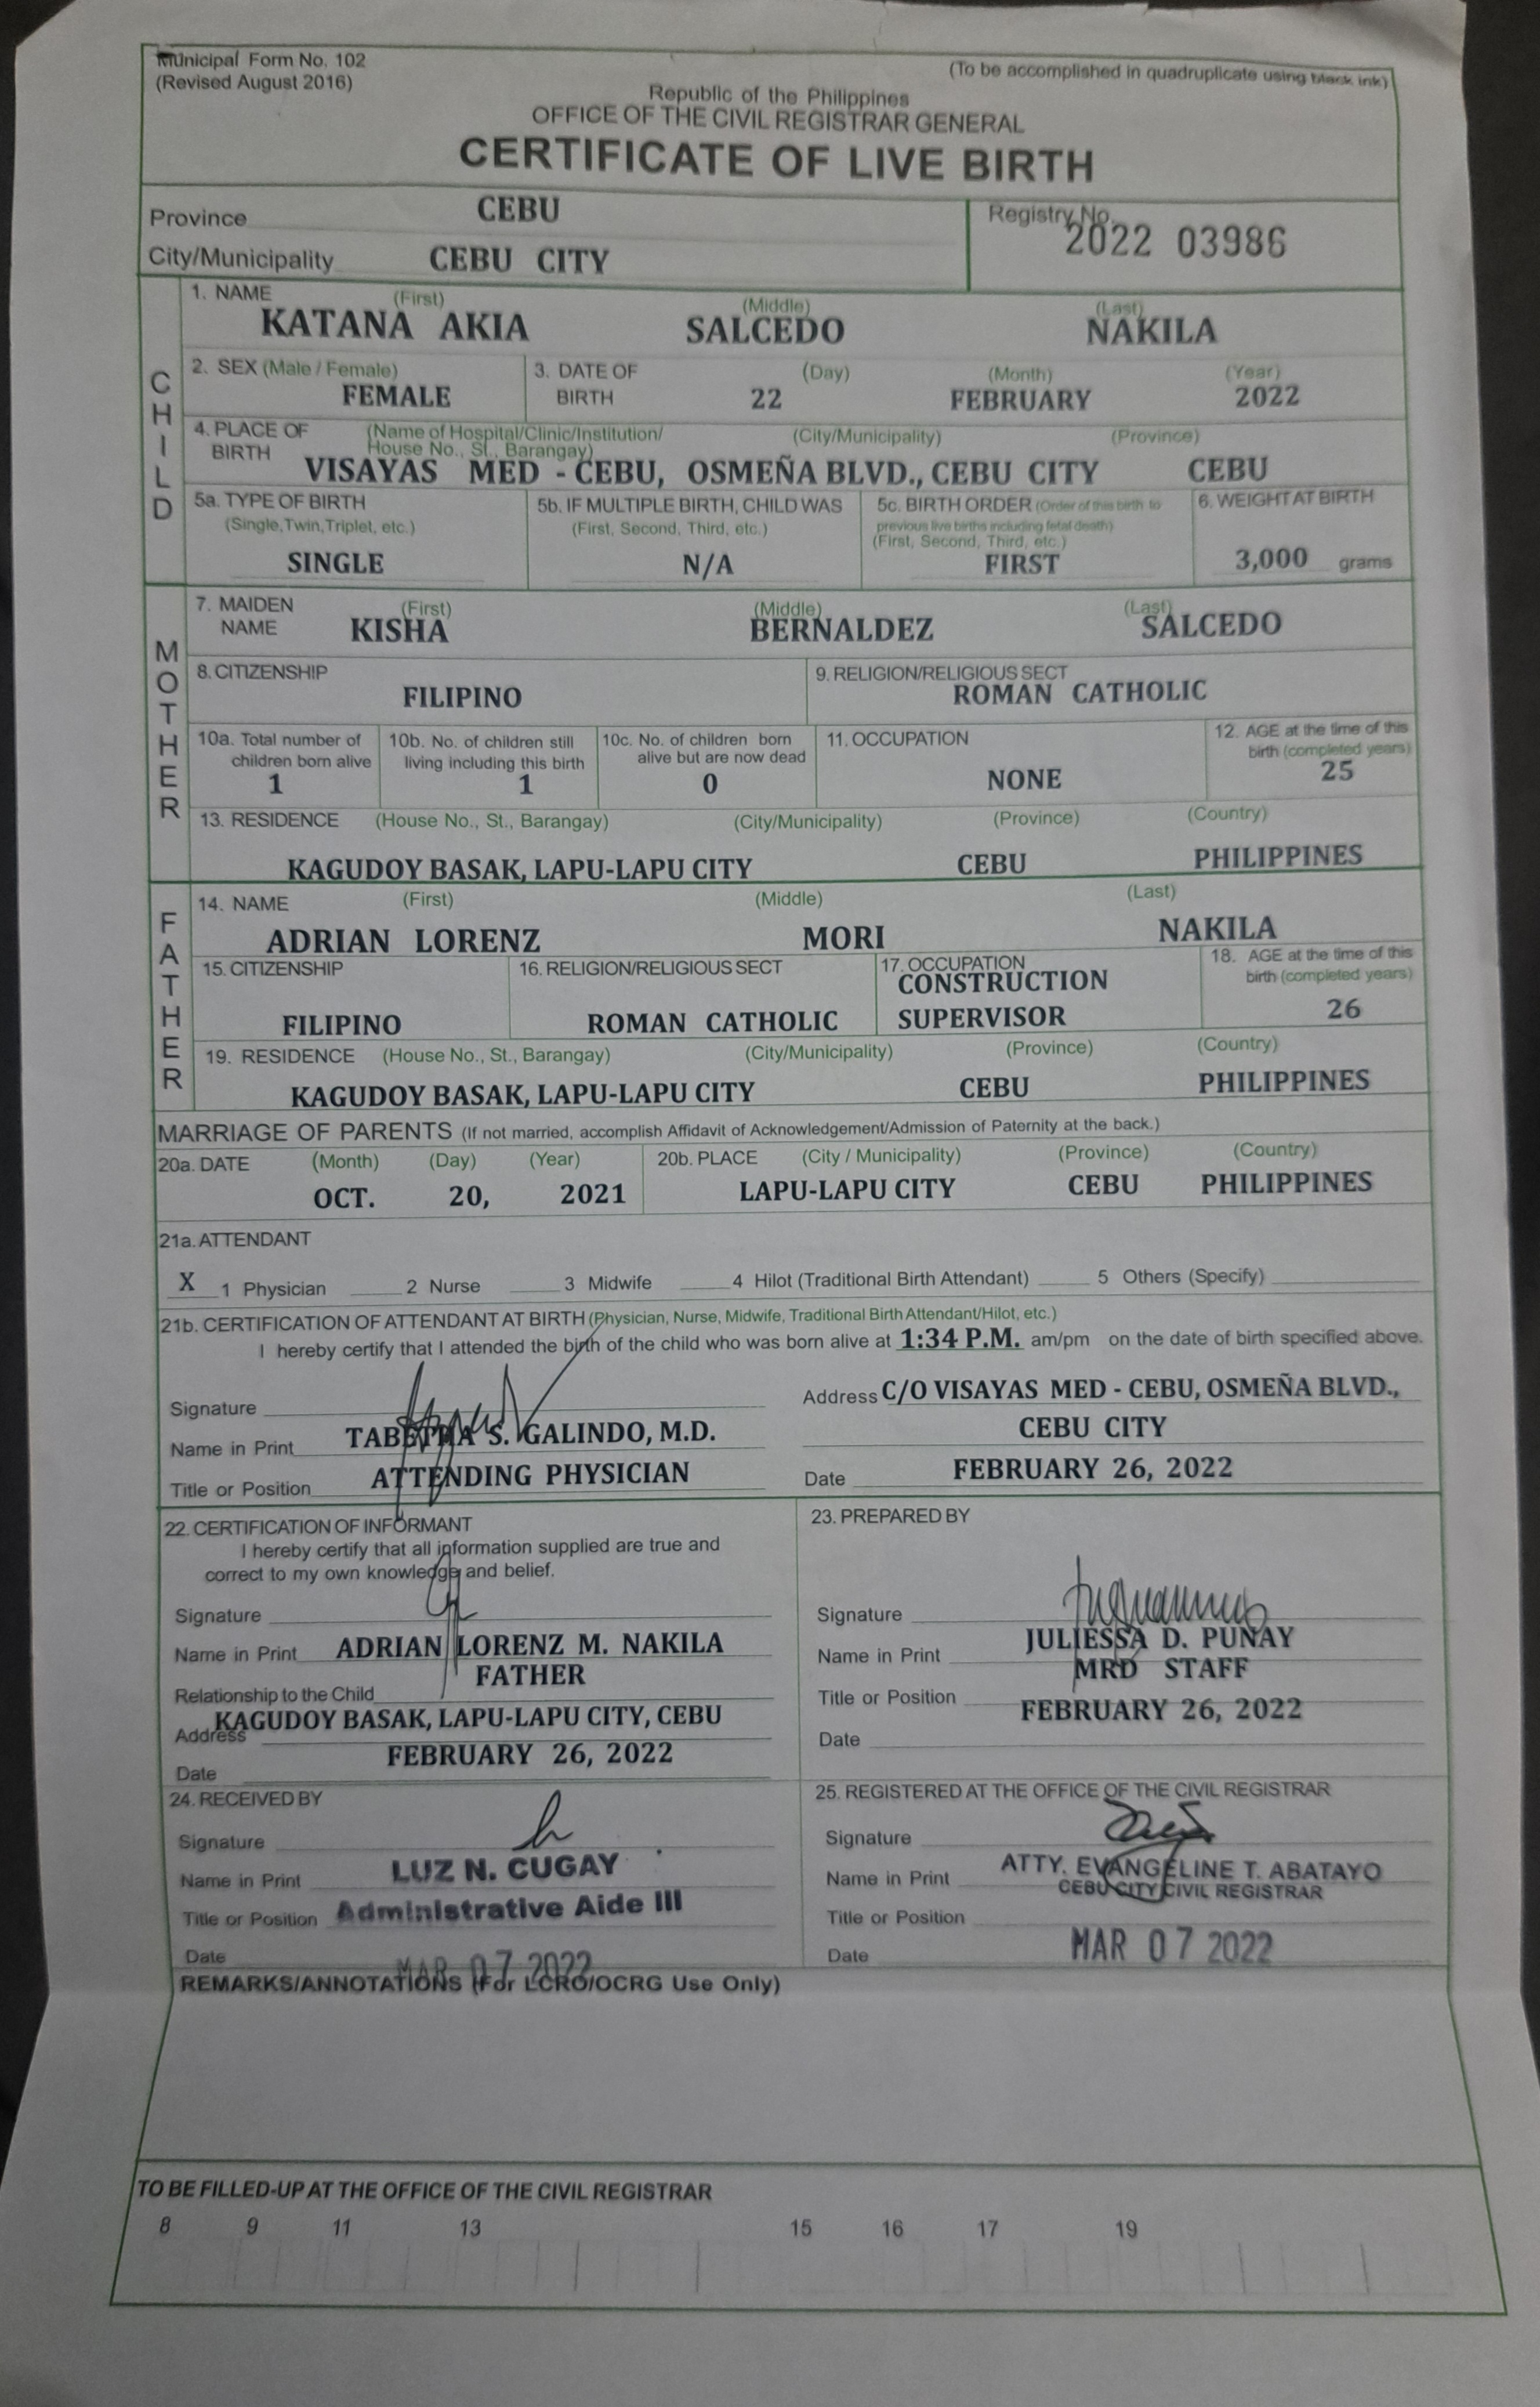 Municipal Form No. 102
(Revised August 2016)
(To be accomplished in quadruplicate using black ink)
Republic of the Philippines
OFFICE OF THE CIVIL REGISTRAR GENERAL
CERTIFICATE OF LIVE BIRTH
Province CEBU
Registry No. 2022 03986
City/Municipality CEBU CITY
CHILD
1. NAME (First) (Middle) (Last)
KATANA AKIA SALCEDO NAKILA
2. SEX (Male / Female) 3. DATE OF BIRTH (Day) (Month) (Year)
FEMALE 22 FEBRUARY 2022
4. PLACE OF BIRTH (Name of Hospital/Clinic/Institution/ House No., St., Barangay) (City/Municipality) (Province)
VISAYAS MED - CEBU, OSMEÑA BLVD., CEBU CITY CEBU
5a. TYPE OF BIRTH (Single, Twin, Triplet, etc.)
SINGLE
5b. IF MULTIPLE BIRTH, CHILD WAS (First, Second, Third, etc.)
N/A
5c. BIRTH ORDER (Order of this birth to previous live births including fetal death) (First, Second, Third, etc.)
FIRST
6. WEIGHT AT BIRTH
3,000 grams
MOTHER
7. MAIDEN NAME (First) (Middle) (Last)
KISHA BERNALDEZ SALCEDO
8. CITIZENSHIP
FILIPINO
9. RELIGION/RELIGIOUS SECT
ROMAN CATHOLIC
10a. Total number of children born alive
1
10b. No. of children still living including this birth
1
10c. No. of children born alive but are now dead
0
11. OCCUPATION
NONE
12. AGE at the time of this birth (completed years)
25
13. RESIDENCE (House No., St., Barangay) (City/Municipality) (Province) (Country)
KAGUDOY BASAK, LAPU-LAPU CITY CEBU PHILIPPINES
FATHER
14. NAME (First) (Middle) (Last)
ADRIAN LORENZ MORI NAKILA
15. CITIZENSHIP
FILIPINO
16. RELIGION/RELIGIOUS SECT
ROMAN CATHOLIC
17. OCCUPATION
CONSTRUCTION
SUPERVISOR
18. AGE at the time of this birth (completed years)
26
19. RESIDENCE (House No., St., Barangay) (City/Municipality) (Province) (Country)
KAGUDOY BASAK, LAPU-LAPU CITY CEBU PHILIPPINES
MARRIAGE OF PARENTS (If not married, accomplish Affidavit of Acknowledgement/Admission of Paternity at the back.)
20a. DATE (Month) (Day) (Year) 20b. PLACE (City / Municipality) (Province) (Country)
OCT. 20, 2021 LAPU-LAPU CITY CEBU PHILIPPINES
21a. ATTENDANT
X 1 Physician 2 Nurse 3 Midwife 4 Hilot (Traditional Birth Attendant) 5 Others (Specify)
21b. CERTIFICATION OF ATTENDANT AT BIRTH (Physician, Nurse, Midwife, Traditional Birth Attendant/Hilot, etc.)
I hereby certify that I attended the birth of the child who was born alive at 1:34 P.M. am/pm on the date of birth specified above.
Signature
Address C/O VISAYAS MED - CEBU, OSMEÑA BLVD.,
Name in Print TABETHA S. GALINDO, M.D.
CEBU CITY
Title or Position ATTENDING PHYSICIAN
Date FEBRUARY 26, 2022
22. CERTIFICATION OF INFORMANT
I hereby certify that all information supplied are true and
correct to my own knowledge and belief.
Signature
Name in Print ADRIAN LORENZ M. NAKILA
Relationship to the Child FATHER
Address KAGUDOY BASAK, LAPU-LAPU CITY, CEBU
Date FEBRUARY 26, 2022
23. PREPARED BY
Signature
Name in Print JULIESSA D. PUNAY
Title or Position MRD STAFF
Date FEBRUARY 26, 2022
24. RECEIVED BY
Signature
Name in Print LUZ N. CUGAY
Title or Position Administrative Aide III
Date MAR 07 2022
25. REGISTERED AT THE OFFICE OF THE CIVIL REGISTRAR
Signature
Name in Print ATTY. EVANGELINE T. ABATAYO
CEBU CITY CIVIL REGISTRAR
Title or Position
Date MAR 07 2022
REMARKS/ANNOTATIONS (For LCRO/OCRG Use Only)
TO BE FILLED-UP AT THE OFFICE OF THE CIVIL REGISTRAR
8 9 11 13 15 16 17 19